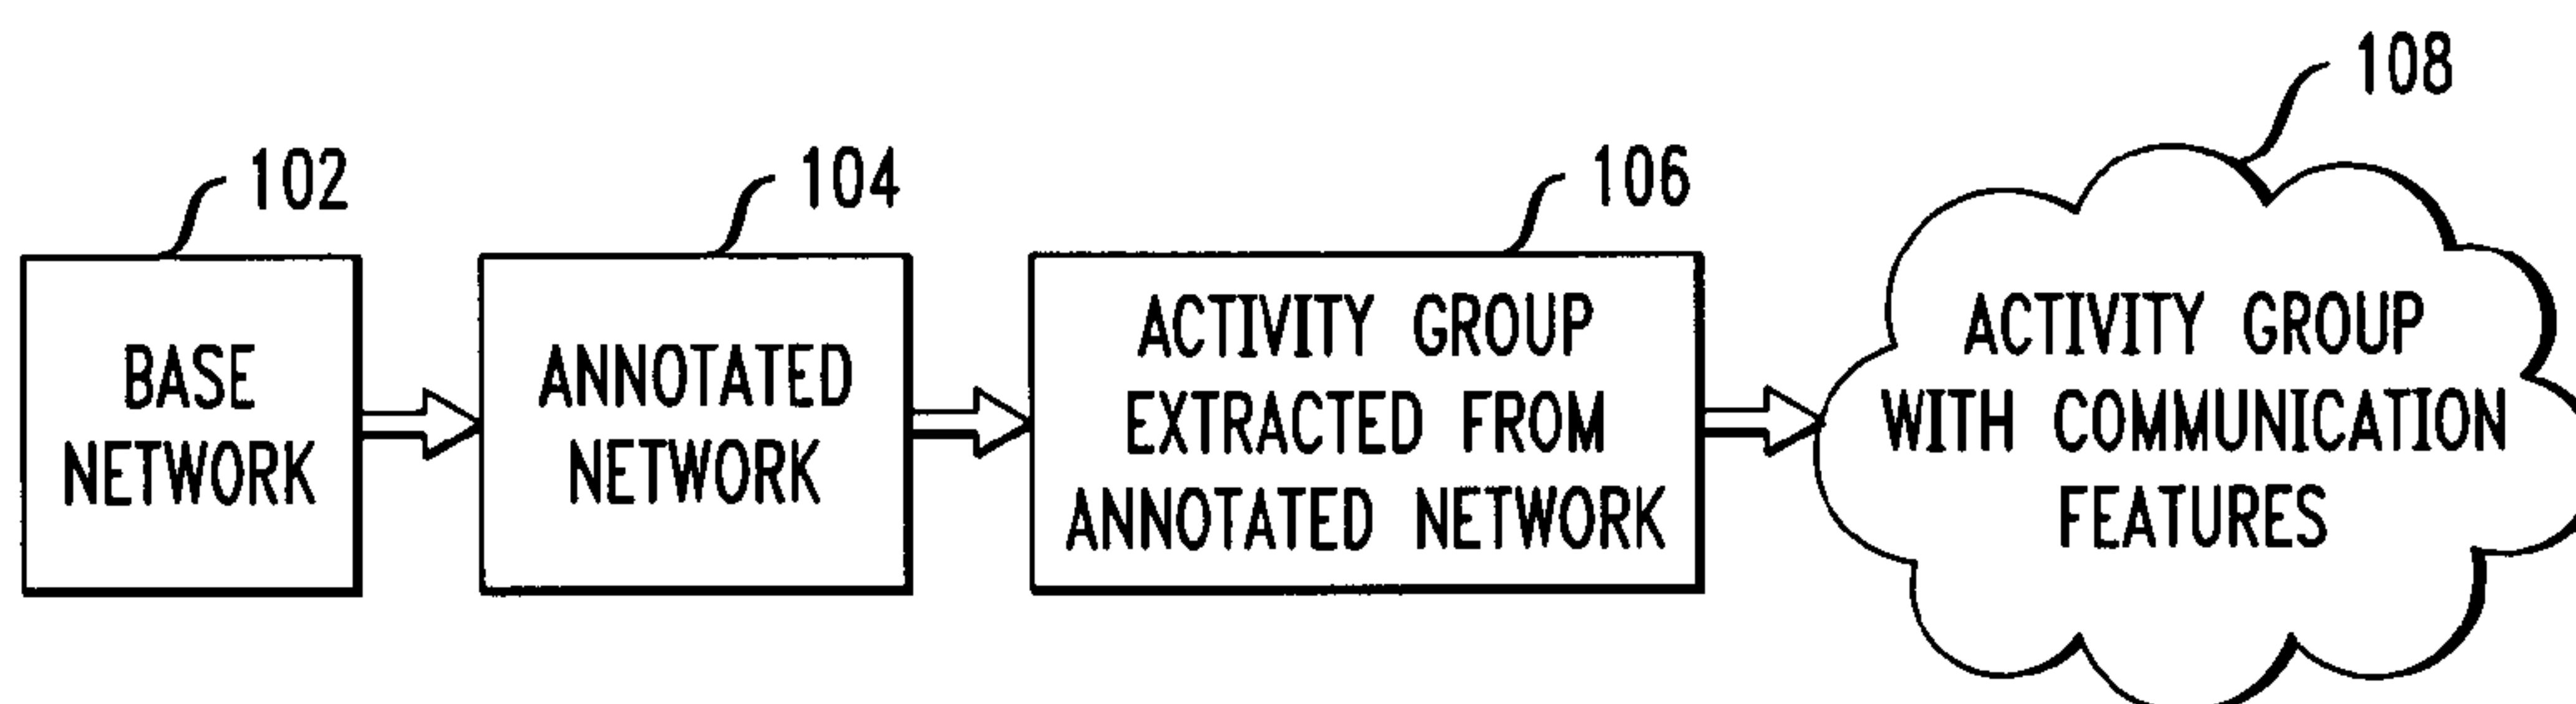 102
104
106
108
BASE
NETWORK
ANNOTATED
NETWORK
ACTIVITY GROUP
EXTRACTED FROM
ANNOTATED NETWORK
ACTIVITY GROUP
WITH COMMUNICATION
FEATURES